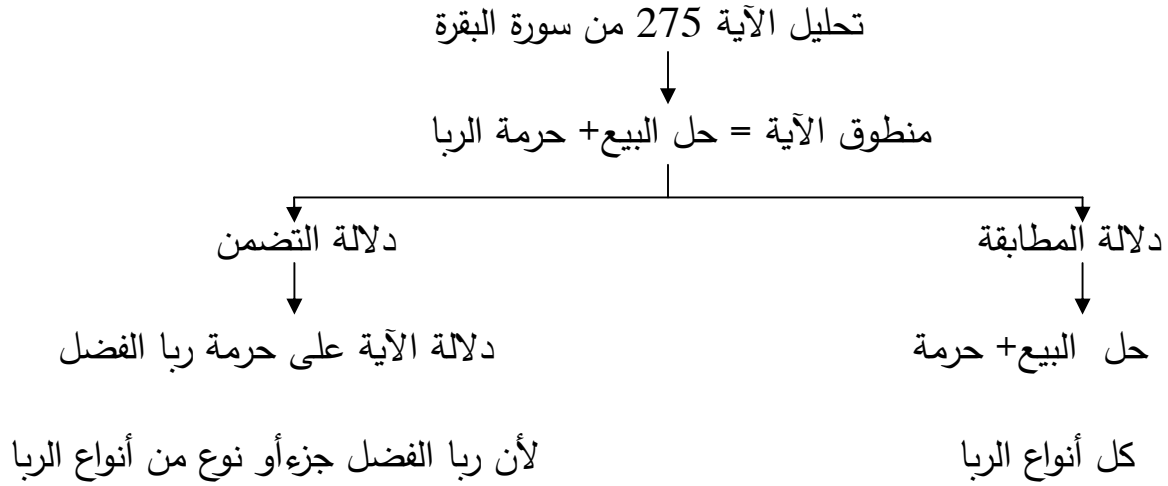 تحليل الآية 275 من سورة البقرة
منطوق الآية = حل البيع+ حرمة الربا
دلالة المطابقة
دلالة التضمن
حل البيع+ حرمة
دلالة الآية على حرمة ربا الفضل
كل أنواع الربا
لأن ربا الفضل جزءأو نوع من أنواع الربا